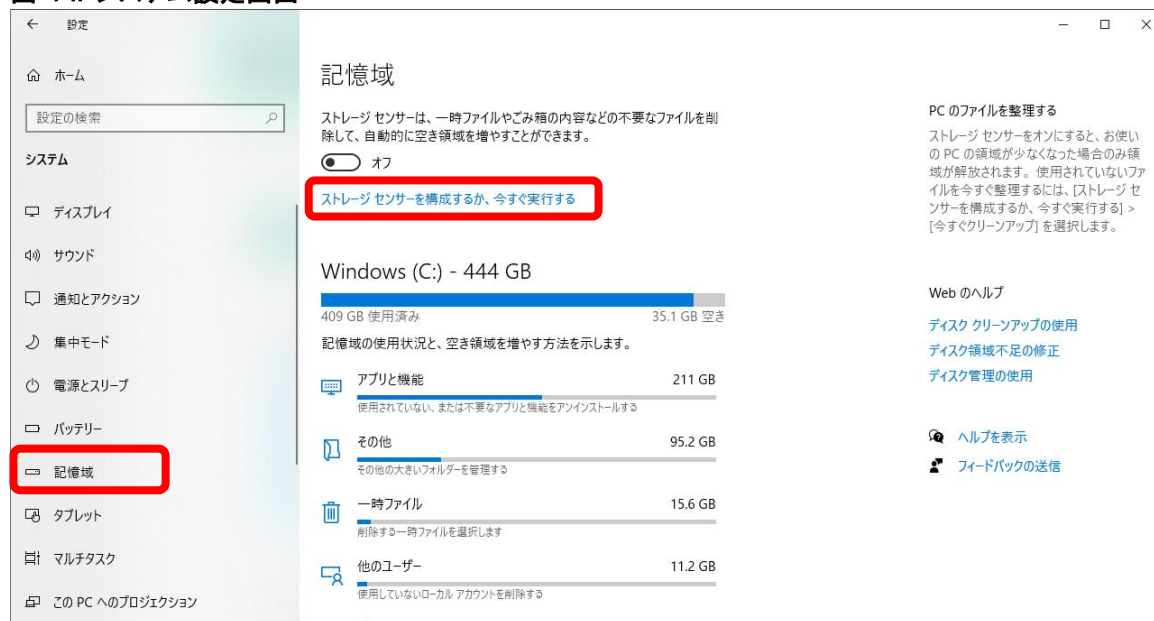 ← 設定
ホーム
設定の検索
システム
ディスプレイ
サウンド
通知とアクション
集中モード
電源とスリープ
バッテリー
記憶域
タブレット
マルチタスク
この PC へのプロジェクション
記憶域
ストレージ センサーは、一時ファイルやごみ箱の内容などの不要なファイルを削
除して、自動的に空き領域を増やすことができます。
オフ
ストレージ センサーを構成するか、今すぐ実行する
Windows (C:) - 444 GB
409 GB 使用済み 35.1 GB 空き
記憶域の使用状況と、空き領域を増やす方法を示します。
アプリと機能 211 GB
使用されていない、または不要なアプリと機能をアンインストールする
その他 95.2 GB
その他の大きいフォルダーを管理する
一時ファイル 15.6 GB
削除する一時ファイルを選択します
他のユーザー 11.2 GB
使用していないローカル アカウントを削除する
PC のファイルを整理する
ストレージ センサーをオンにすると、お使い
の PC の領域が少なくなった場合のみ領
域が解放されます。使用されていないファ
イルを今すぐ整理するには、[ストレージ セ
ンサーを構成するか、今すぐ実行する] >
[今すぐクリーンアップ] を選択します。
Web のヘルプ
ディスク クリーンアップの使用
ディスク領域不足の修正
ディスク管理の使用
ヘルプを表示
フィードバックの送信